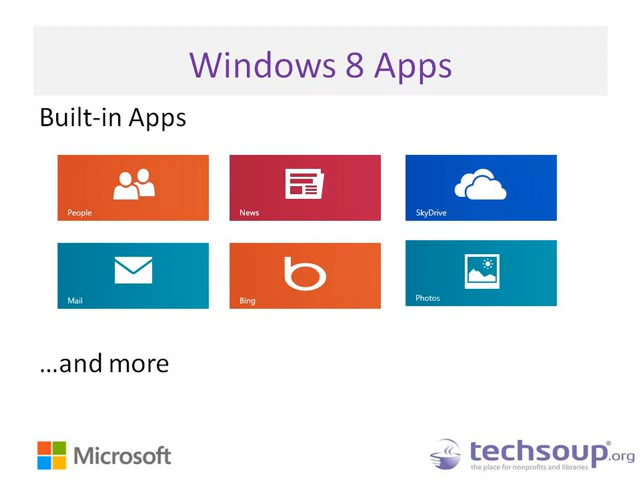 Windows 8 Apps
Built-in Apps
People
News
SkyDrive
Mail
Bing
Photos
...and more
Microsoft
techsoup.org
the place for nonprofits and libraries